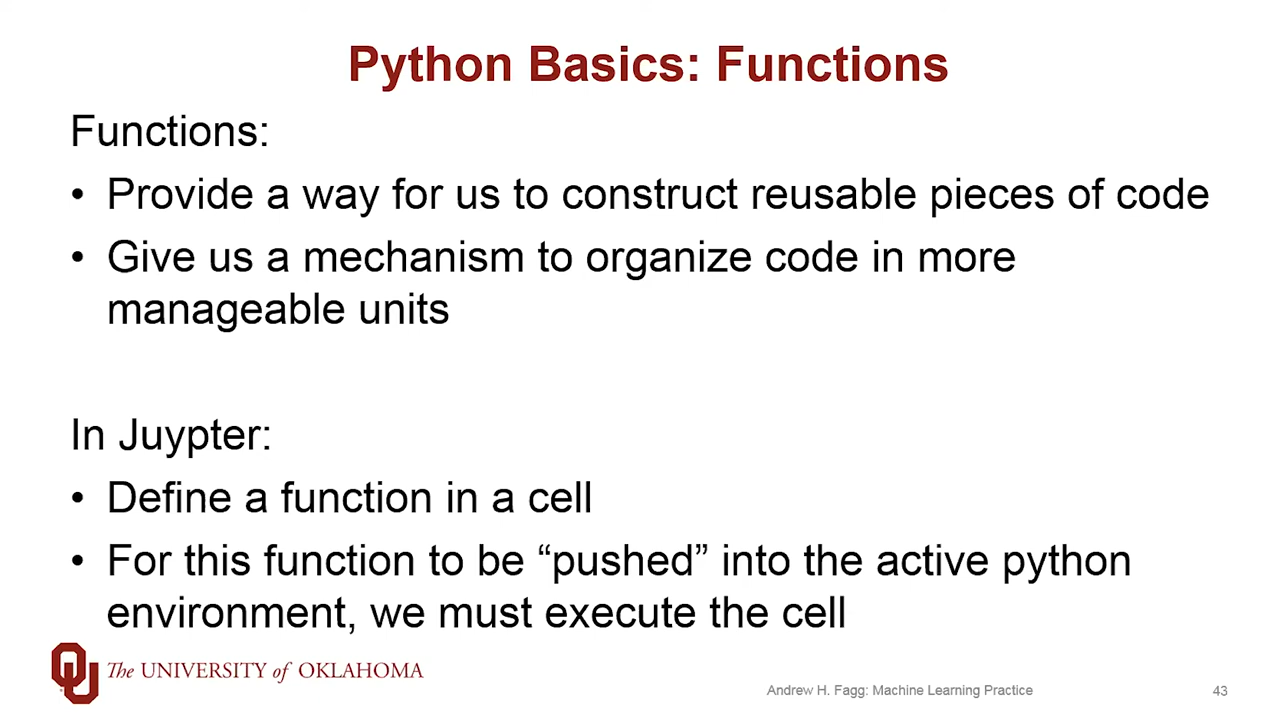 Python Basics: Functions
Functions:
• Provide a way for us to construct reusable pieces of code
• Give us a mechanism to organize code in more
manageable units
In Juypter:
• Define a function in a cell
• For this function to be “pushed” into the active python
environment, we must execute the cell
The UNIVERSITY of OKLAHOMA
Andrew H. Fagg: Machine Learning Practice
43